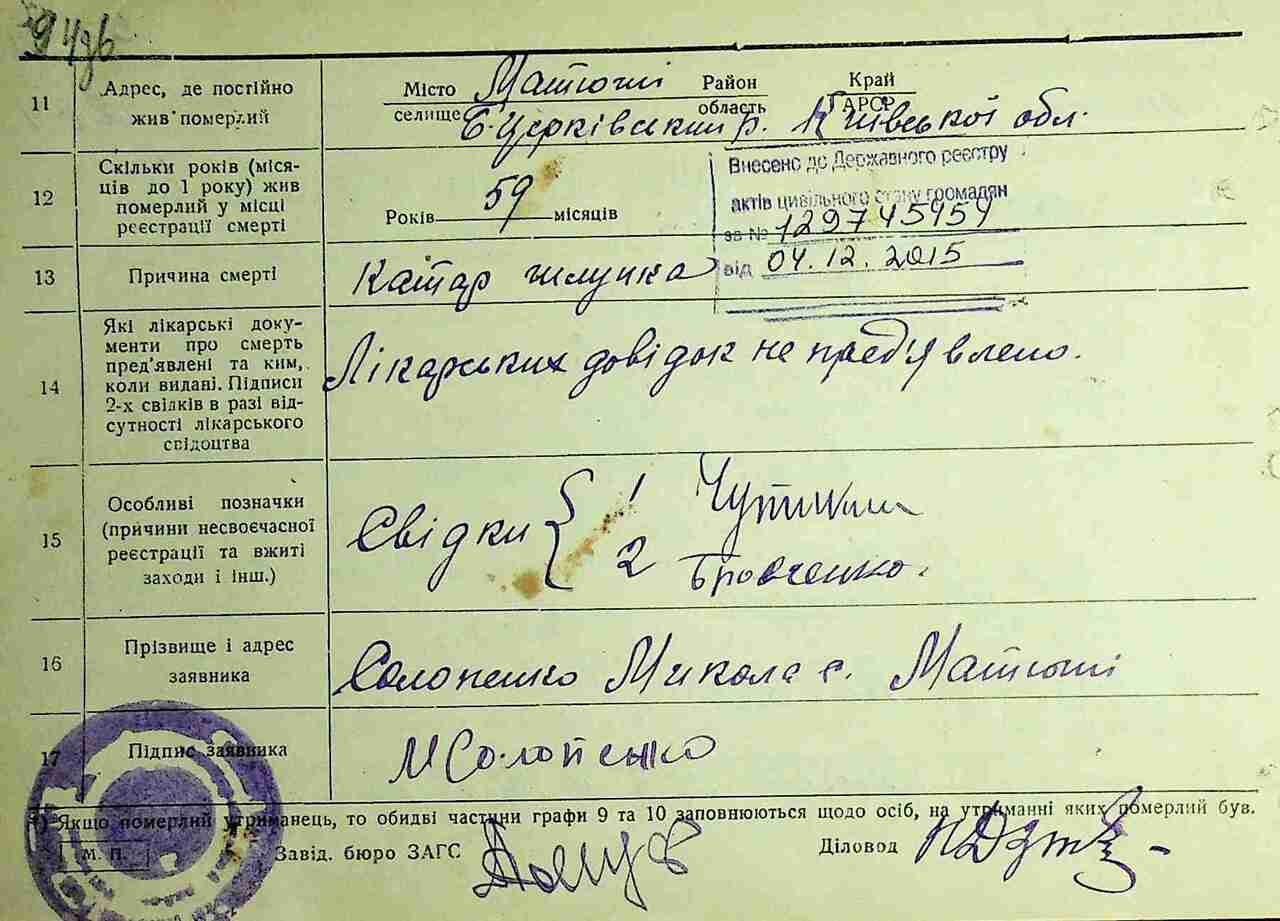 11
Адрес, де постійно
жив померлий
Місто Матюші Район Край
селище область АРСР
Б.Церківський р. Київської обл.
12
Скільки років (міся-
ців до 1 року) жив
померлий у місці
реєстрації смерті
Років 59 місяців
Внесено до Державного реєстру
актів цивільного стану громадян
за № 129745959
від 04.12.2015
13
Причина смерті
Катар шлунка
14
Які лікарські доку-
менти про смерть
пред'явлені та ким,
коли видані. Підписи
2-х свідків в разі від-
сутності лікарського
свідоцтва
Лікарських довідок не пред'явлено.
15
Особливі позначки
(причини несвоєчасної
реєстрації та вжиті
заходи і інш.)
Свідки { 1
2 Бровченко.
16
Прізвище і адрес
заявника
Солопенко Микола с. Матюші
17
Підпис заявника
М Солопенко
*) Якщо померлий утриманець, то обидві частини графи 9 та 10 заповнюються щодо осіб, на утриманні яких померлий був.
М. П.
Завід. бюро ЗАГС
Діловод